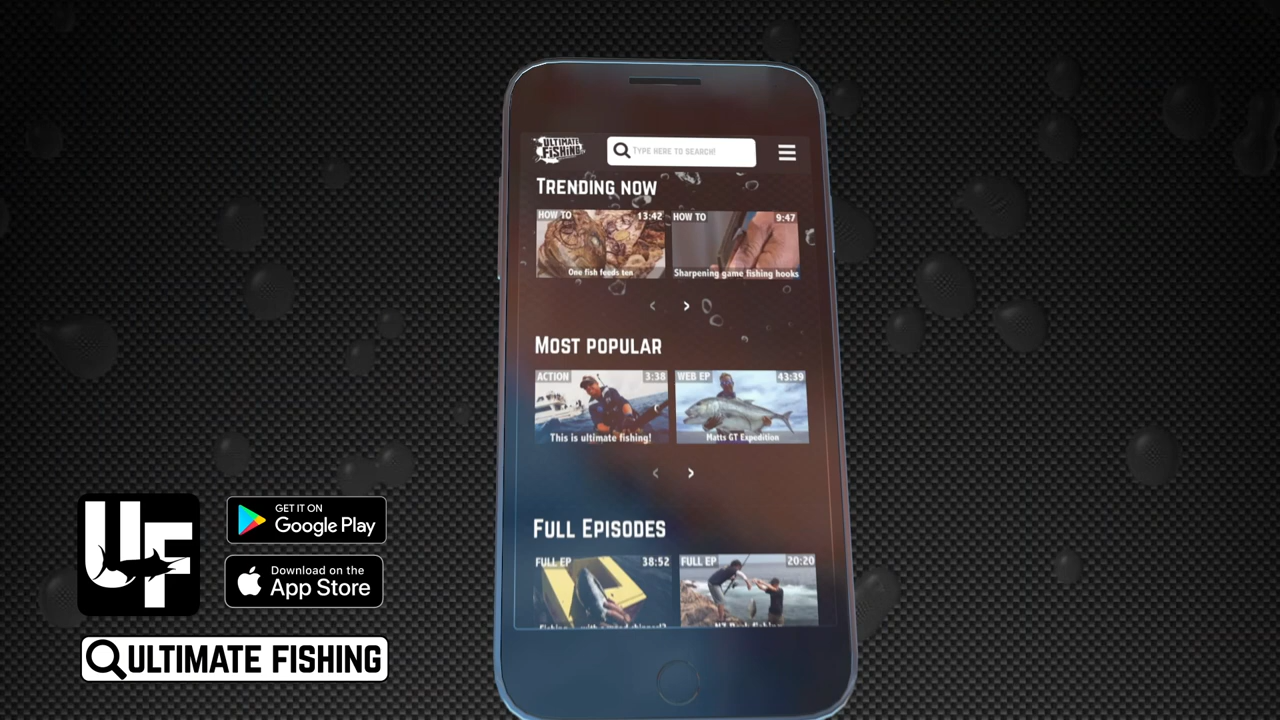 ULTIMATE
FISHING
TYPE HERE TO SEARCH!
TRENDING NOW
HOW TO
13:42
One fish feeds ten
HOW TO
9:47
Sharpening game fishing hooks
MOST POPULAR
ACTION
3:38
This is ultimate fishing!
WEB EP
43:39
Matts GT Expedition
FULL EPISODES
FULL EP
38:52
FULL EP
20:20
UF
GET IT ON
Google Play
Download on the
App Store
ULTIMATE FISHING